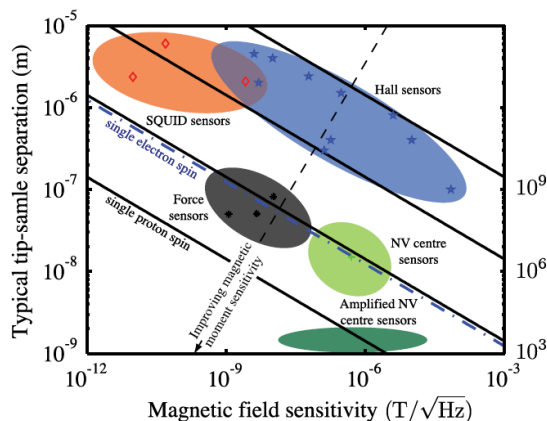 10⁻⁵
10⁻⁶
10⁻⁷
10⁻⁸
10⁻⁹
Typical tip-samle separation (m)
SQUID sensors
Hall sensors
single electron spin
single proton spin
Force
sensors
NV centre
sensors
Amplified NV
centre sensors
Improving magnetic
moment sensitivity
10⁹
10⁶
10³
10⁻¹²
10⁻⁹
10⁻⁶
10⁻³
Magnetic field sensitivity (T/√Hz)